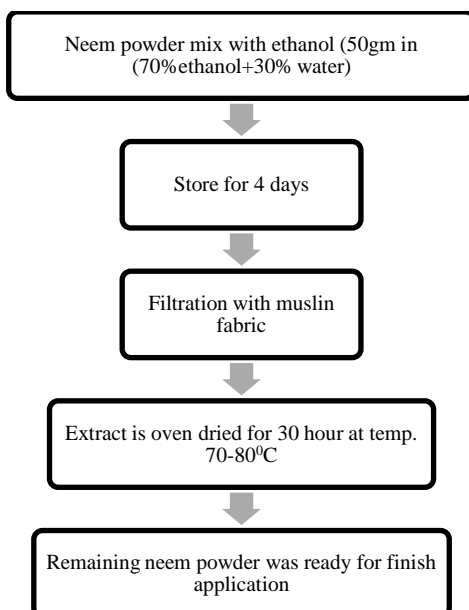 Neem powder mix with ethanol (50gm in
(70%ethanol+30% water)
Store for 4 days
Filtration with muslin
fabric
Extract is oven dried for 30 hour at temp.
70-80⁰C
Remaining neem powder was ready for finish
application